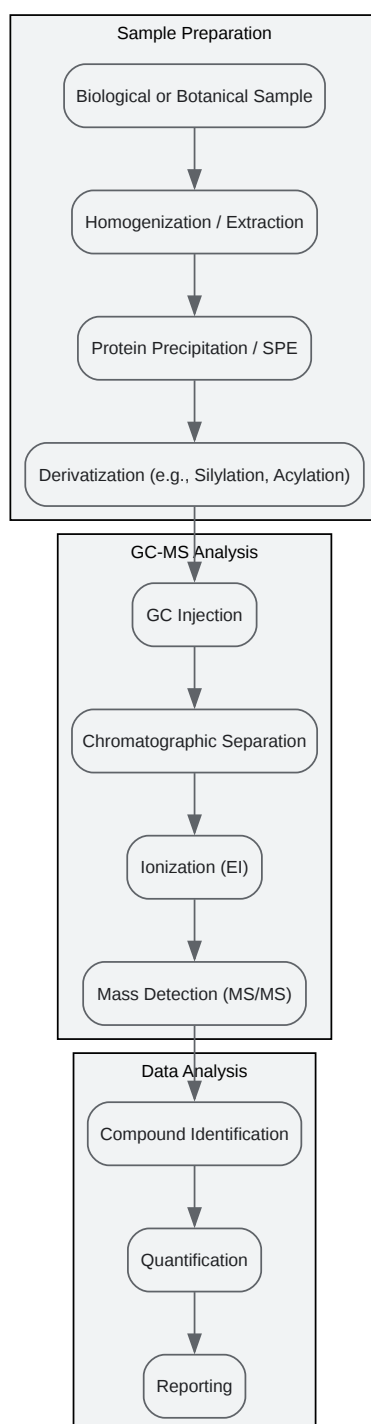 Sample Preparation
Biological or Botanical Sample
Homogenization / Extraction
Protein Precipitation / SPE
Derivatization (e.g., Silylation, Acylation)
GC-MS Analysis
GC Injection
Chromatographic Separation
Ionization (EI)
Mass Detection (MS/MS)
Data Analysis
Compound Identification
Quantification
Reporting